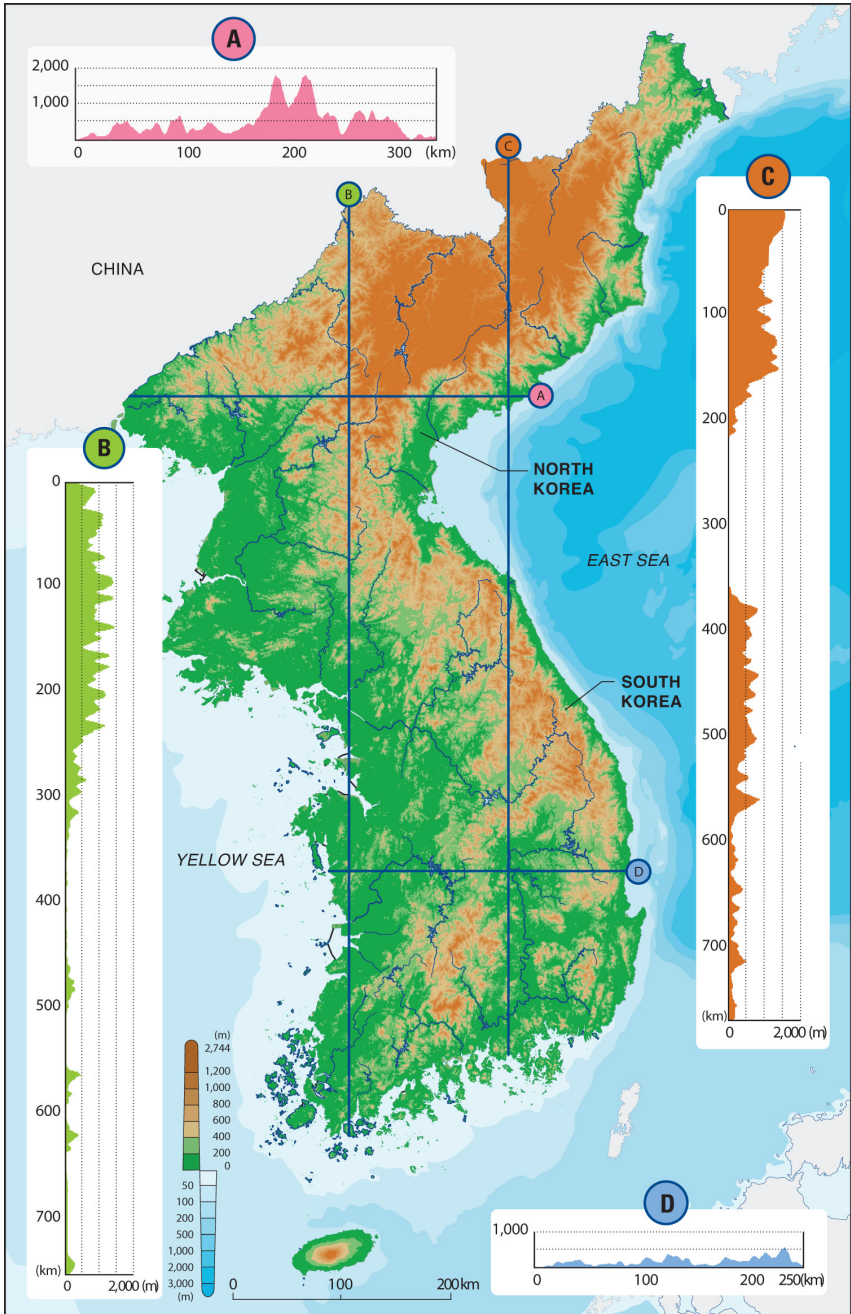 A
2,000
1,000
0 100 200 300 (km)
C
B
CHINA
A
NORTH
KOREA
EAST SEA
SOUTH
KOREA
YELLOW SEA
D
B
0
100
200
300
400
500
600
700
(km)
0 2,000 (m)
C
0
100
200
300
400
500
600
700
(km)
0 2,000 (m)
(m)
2,744
1,200
1,000
800
600
400
200
0
50
100
200
500
1,000
2,000
3,000
(m)
0 100 200 km
D
1,000
0 100 200 250(km)